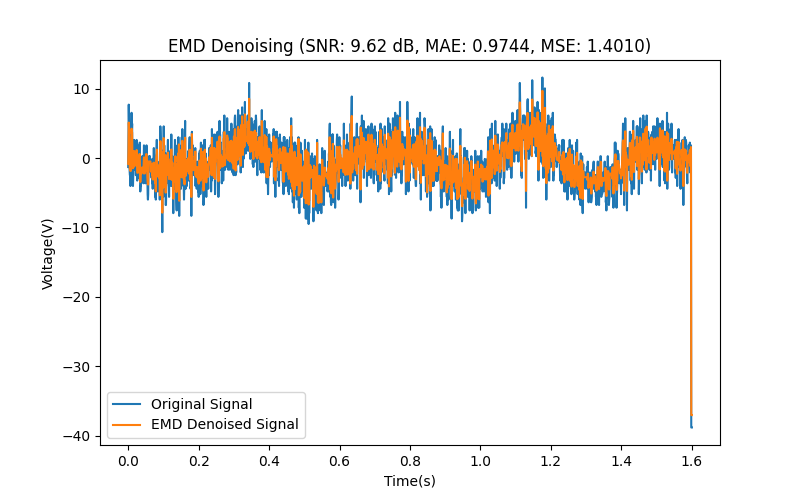 EMD Denoising (SNR: 9.62 dB, MAE: 0.9744, MSE: 1.4010)
10
0
−10
−20
−30
−40
Voltage(V)
Original Signal
EMD Denoised Signal
0.0 0.2 0.4 0.6 0.8 1.0 1.2 1.4 1.6
Time(s)